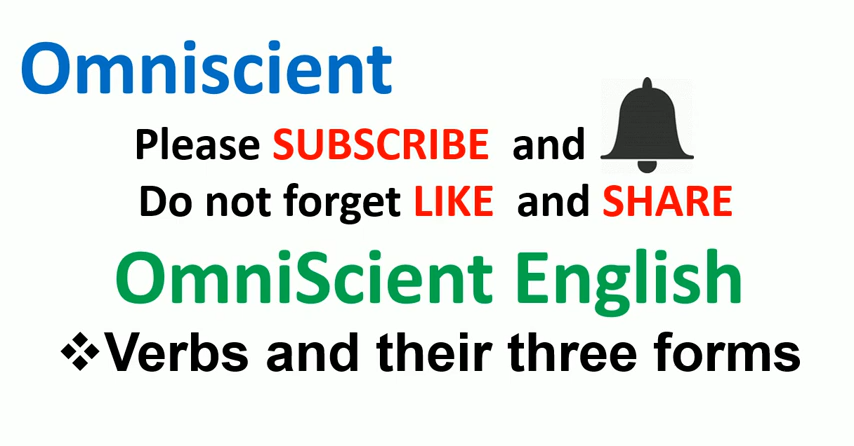 Omniscient
Please SUBSCRIBE and
Do not forget LIKE and SHARE
OmniScient English
❖Verbs and their three forms